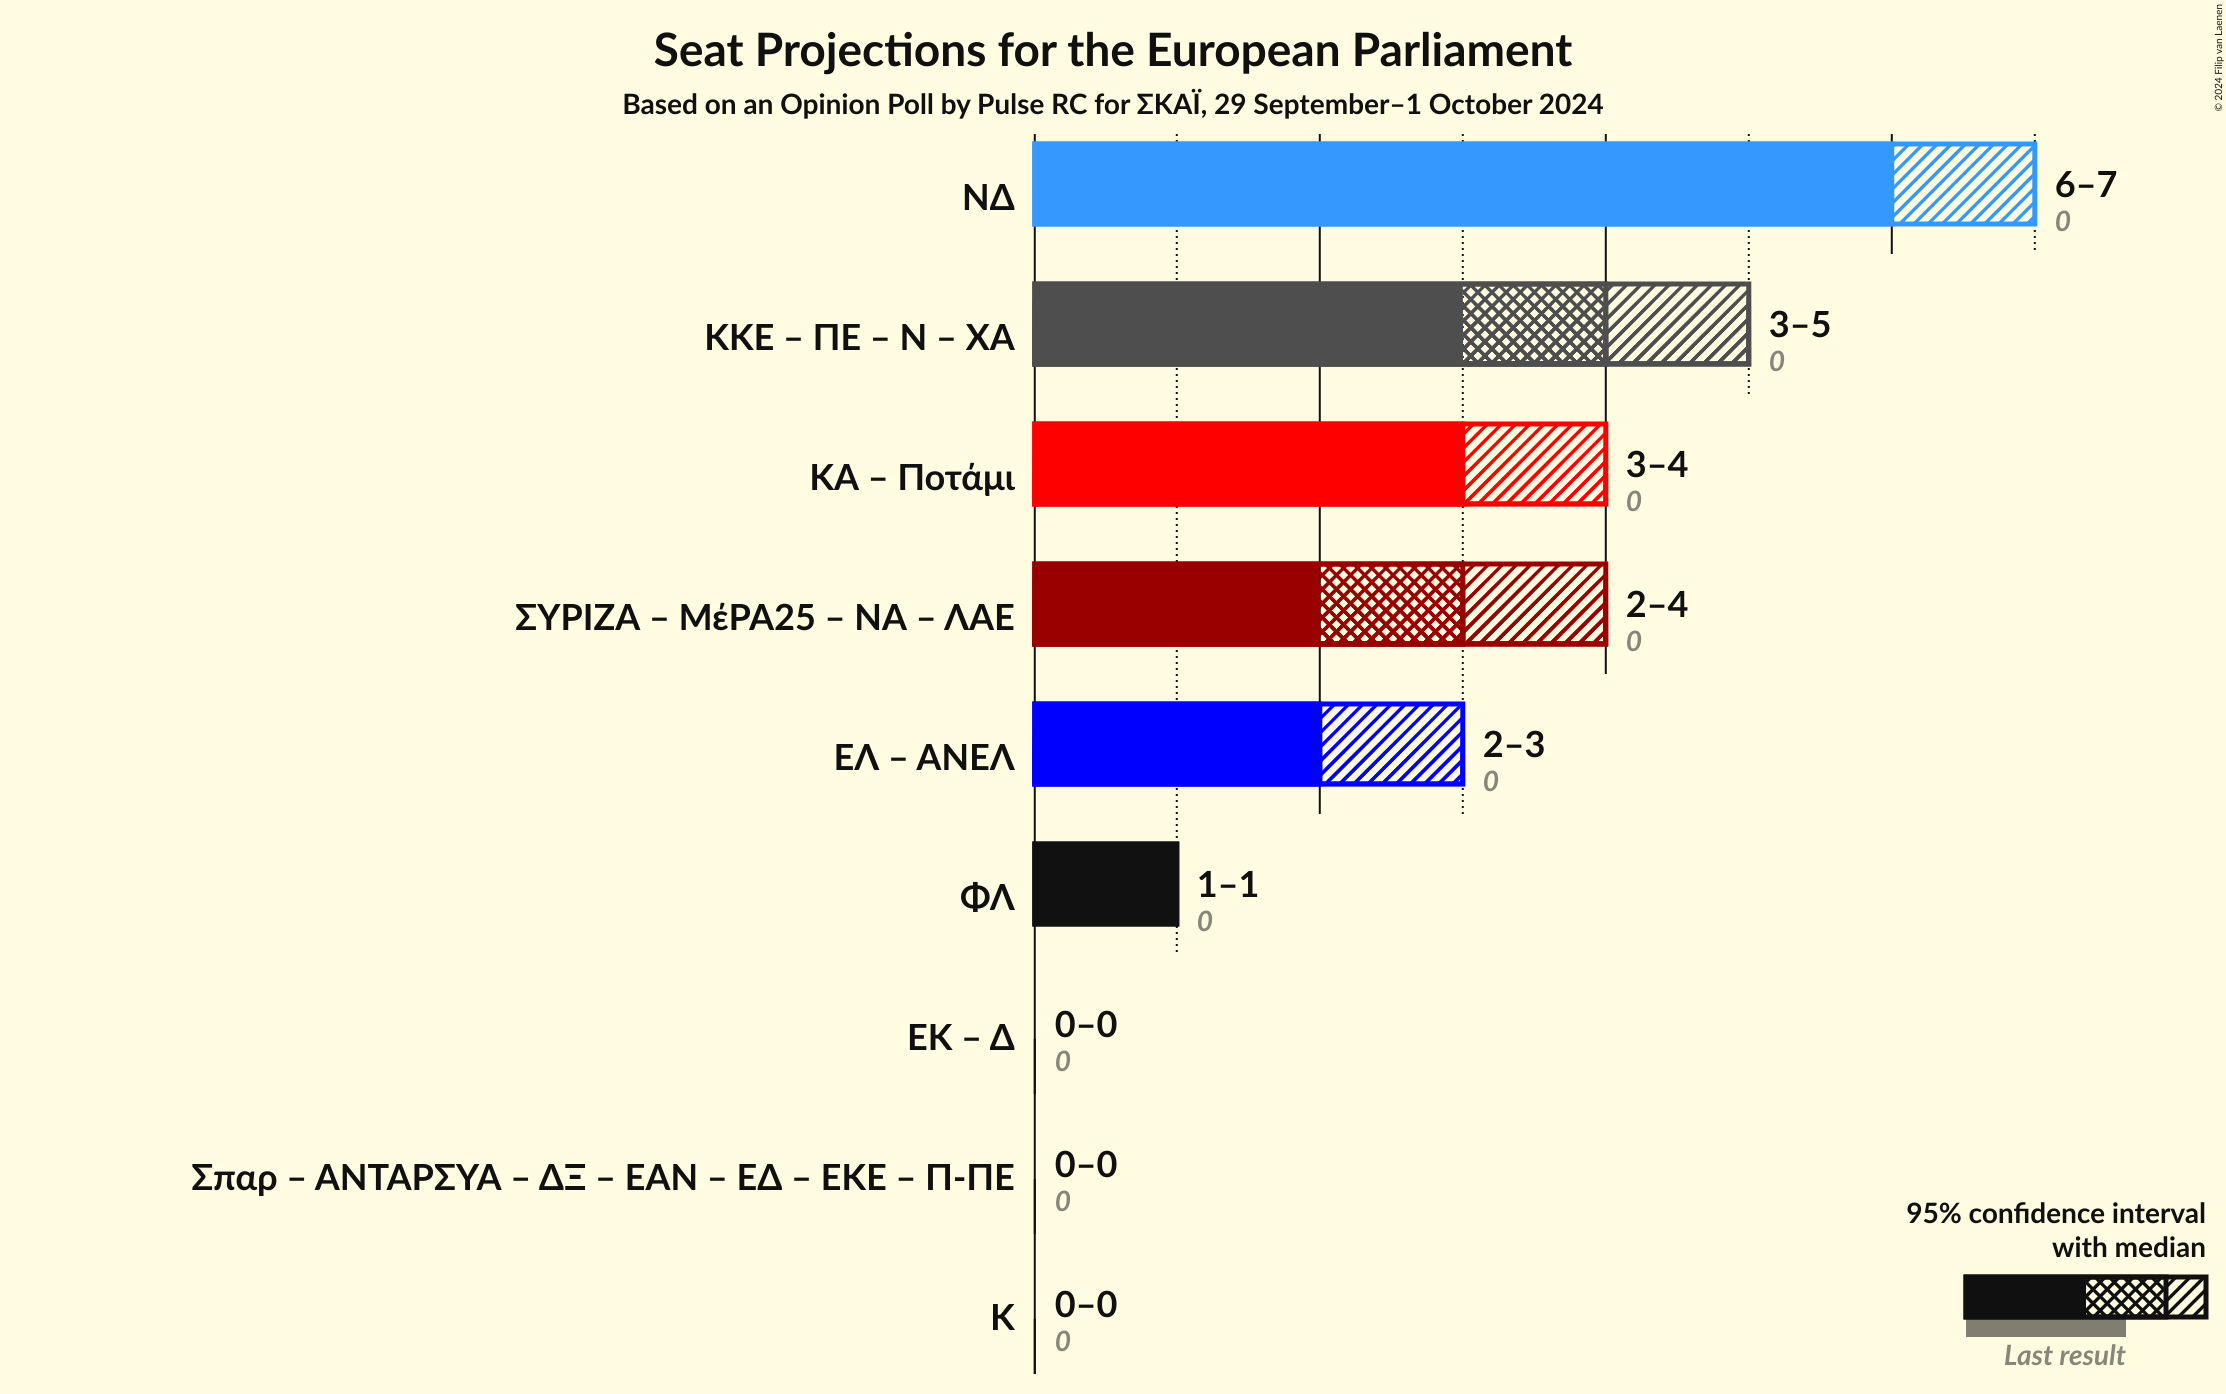 Seat Projections for the European Parliament
Based on an Opinion Poll by Pulse RC for ΣΚΑΪ, 29 September–1 October 2024
© 2024 Filip van Laenen
ΝΔ
6–7
0
ΚΚΕ – ΠΕ – Ν – ΧΑ
3–5
0
ΚΑ – Ποτάμι
3–4
0
ΣΥΡΙΖΑ – ΜέΡΑ25 – ΝΑ – ΛΑΕ
2–4
0
ΕΛ – ΑΝΕΛ
2–3
0
ΦΛ
1–1
0
ΕΚ – Δ
0–0
0
Σπαρ – ΑΝΤΑΡΣΥΑ – ΔΞ – ΕΑΝ – ΕΔ – ΕΚΕ – Π-ΠΕ
0–0
0
Κ
0–0
0
95% confidence interval
with median
Last result